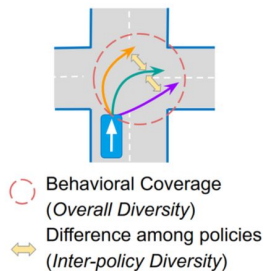 Behavioral Coverage
(Overall Diversity)
Difference among policies
(Inter-policy Diversity)